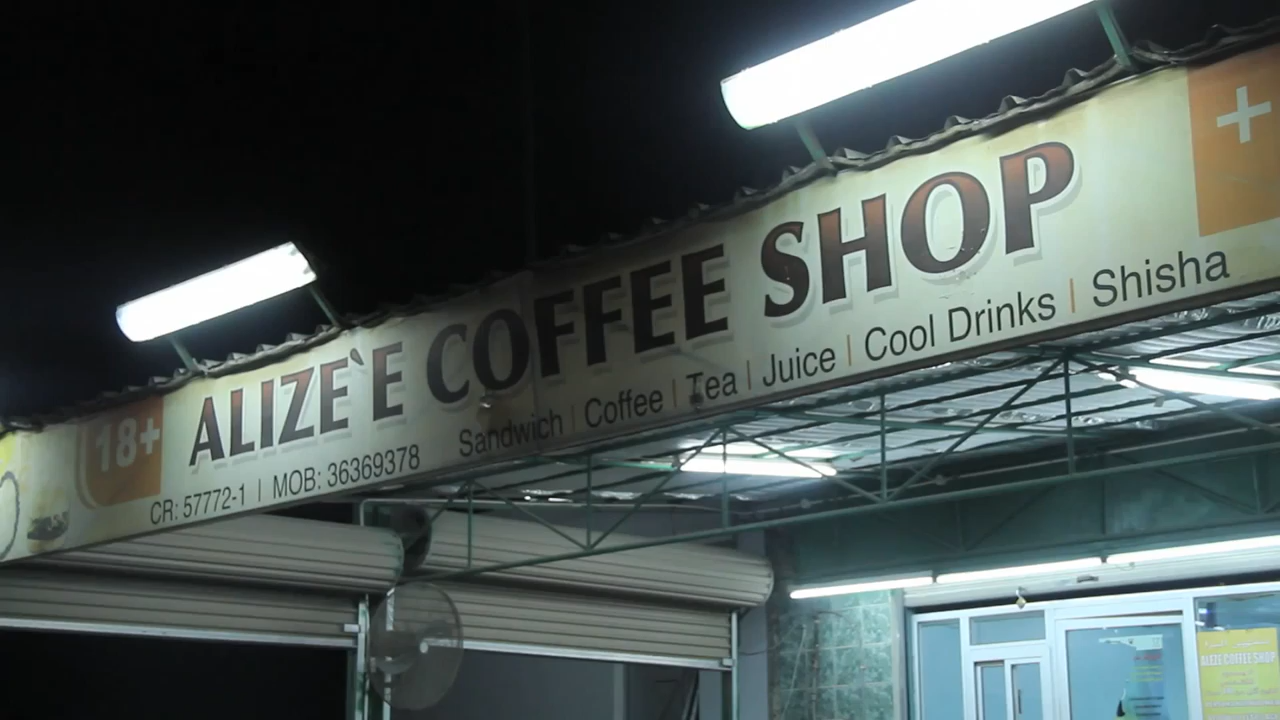 18+
ALIZE`E COFFEE SHOP
+
CR: 57772-1 | MOB: 36369378
Sandwich | Coffee | Tea | Juice | Cool Drinks | Shisha
ALIZE COFFEE SHOP